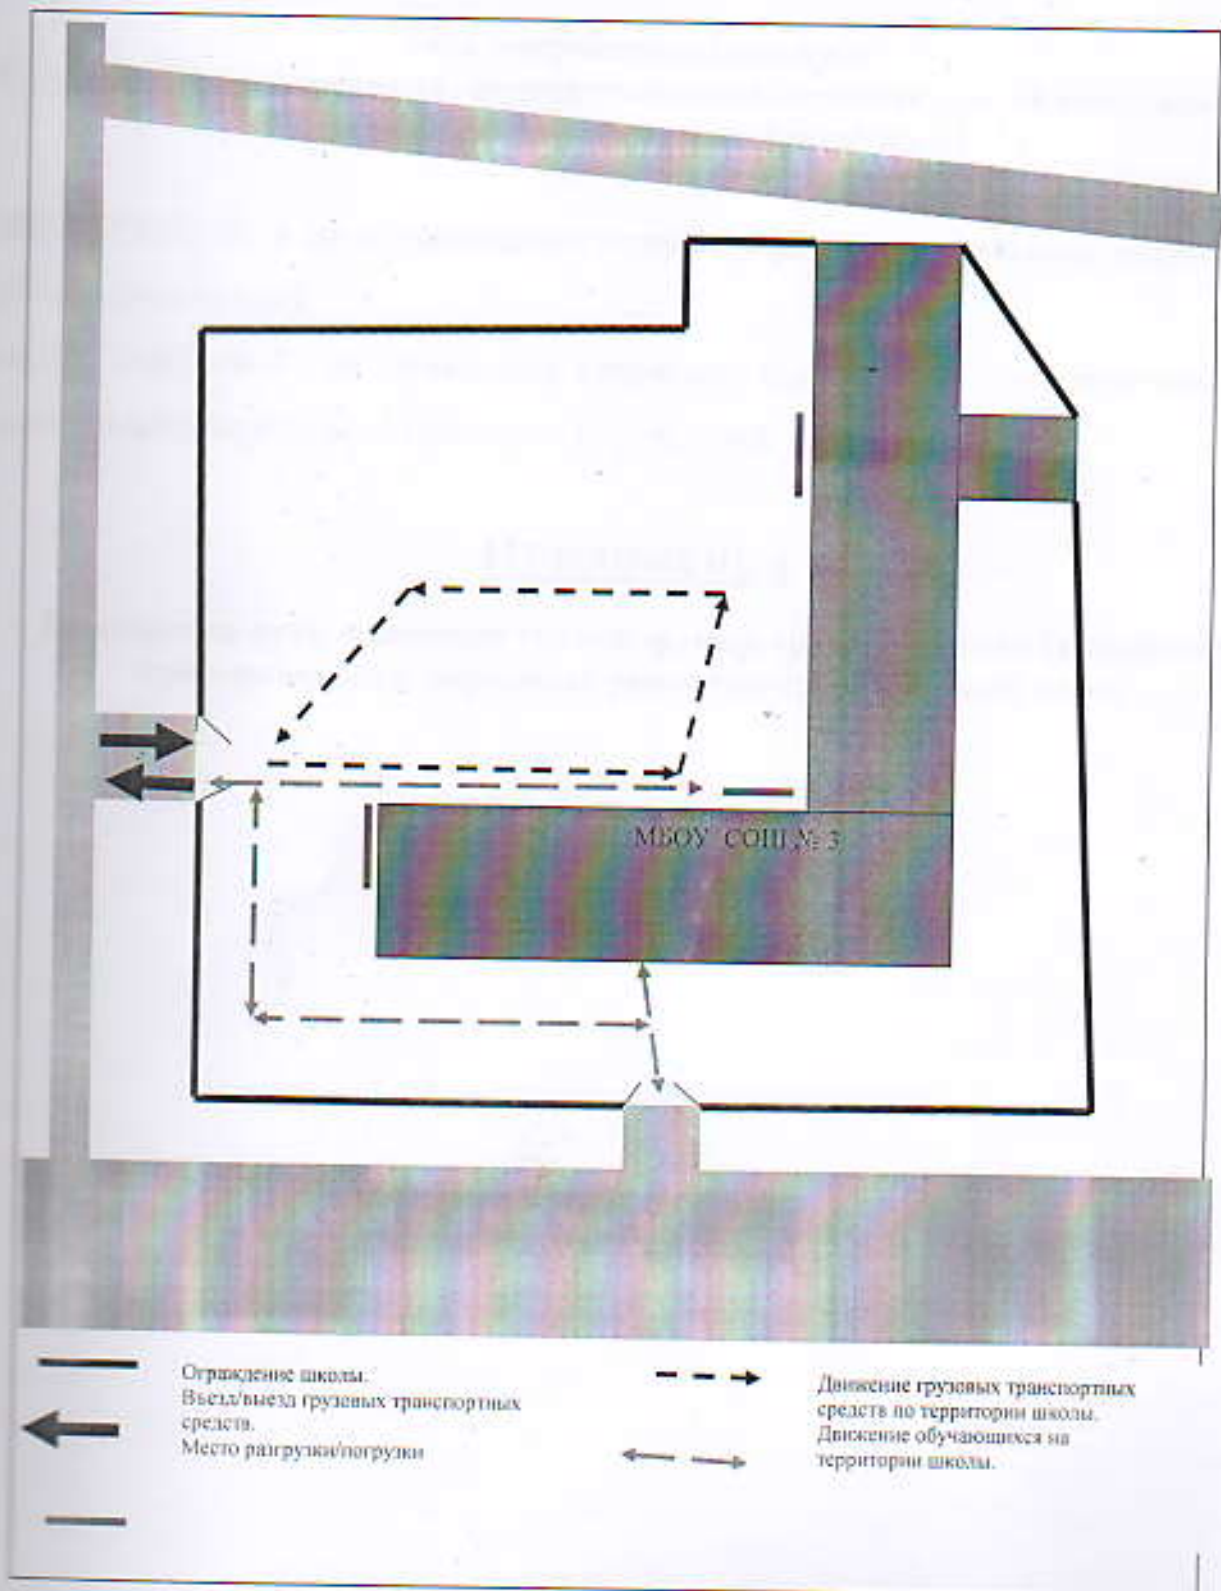 МБОУ СОШ № 3
Ограждение школы.
Въезд/выезд грузовых транспортных
средств.
Место разгрузки/погрузки
Движение грузовых транспортных
средств по территории школы.
Движение обучающихся на
территории школы.